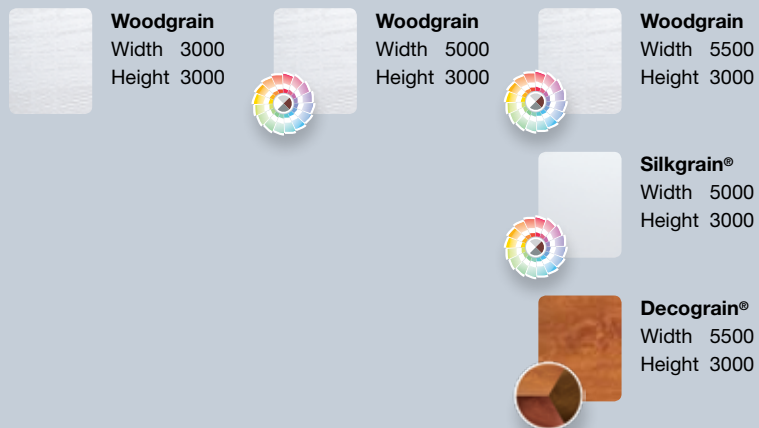 Woodgrain
Width 3000
Height 3000
Woodgrain
Width 5000
Height 3000
Woodgrain
Width 5500
Height 3000
Silkgrain®
Width 5000
Height 3000
Decograin®
Width 5500
Height 3000